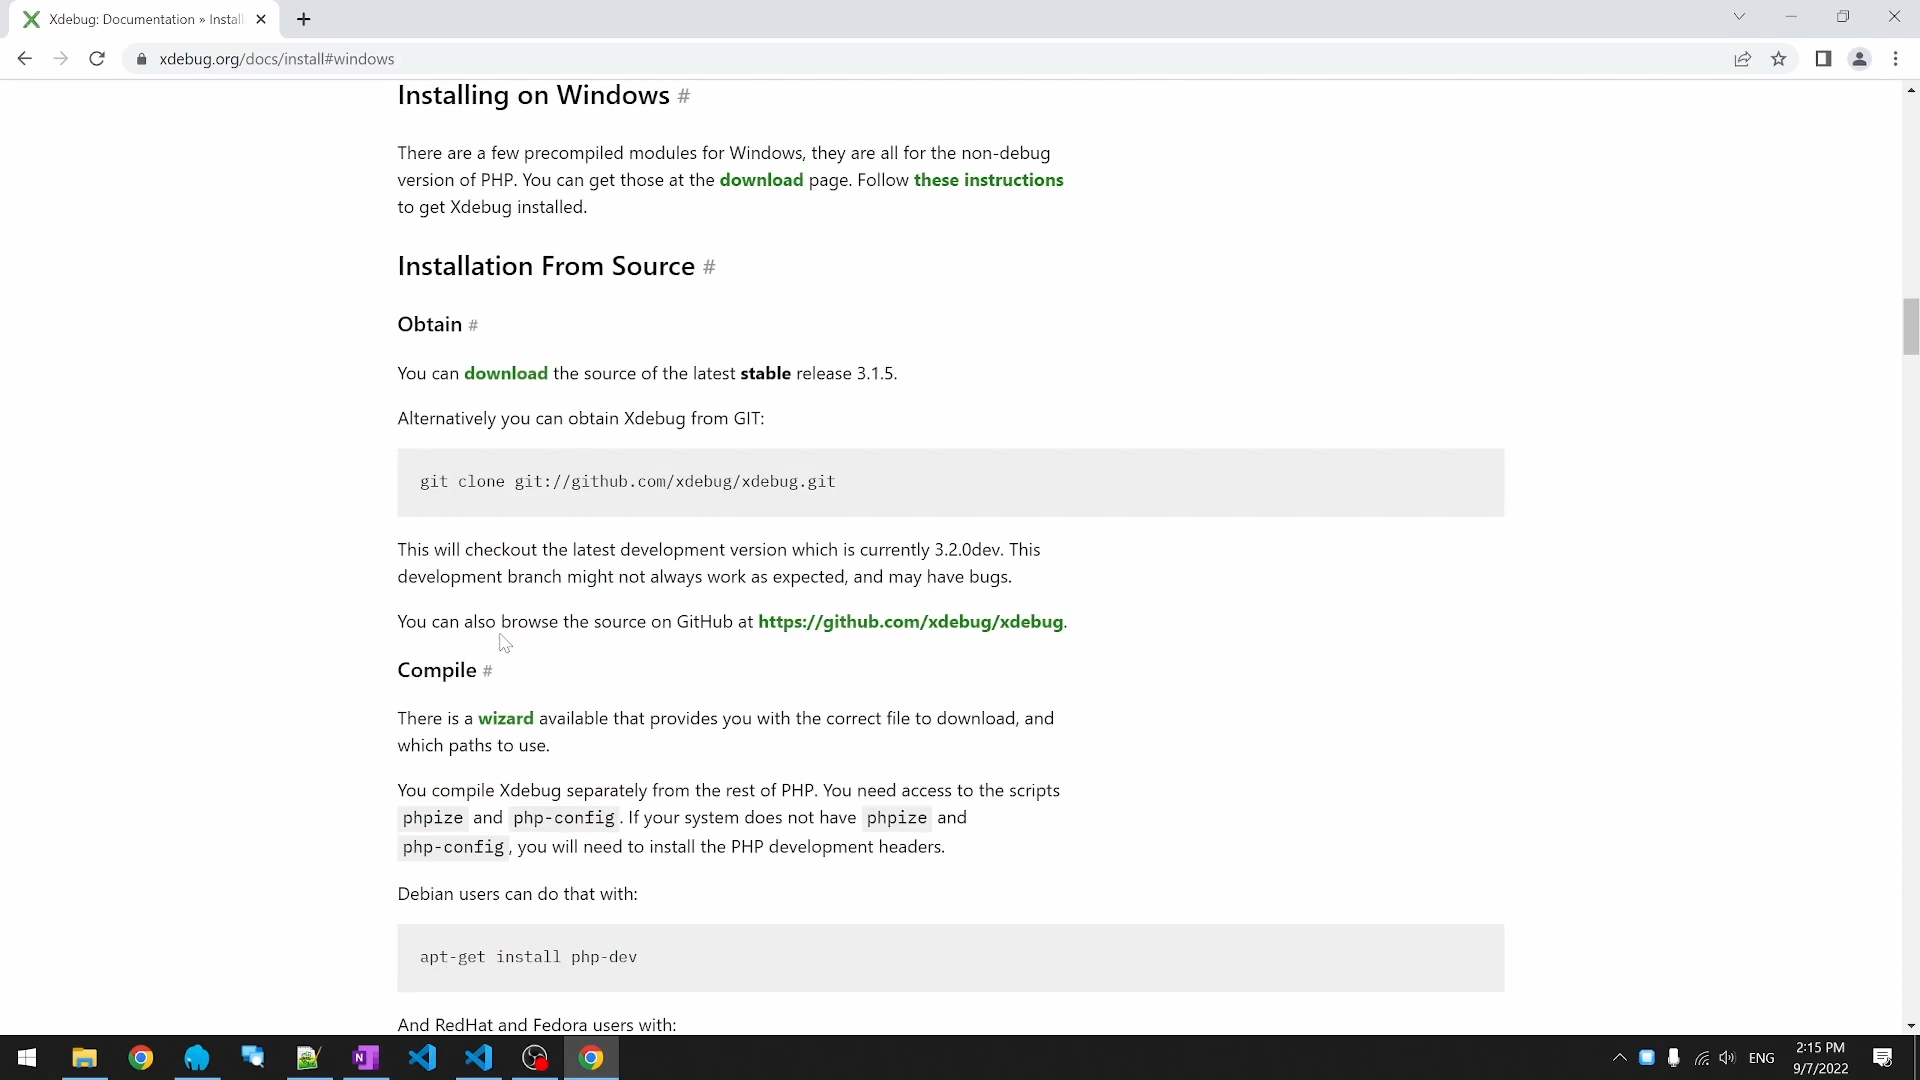 Xdebug: Documentation » Install
xdebug.org/docs/install#windows
Installing on Windows #
There are a few precompiled modules for Windows, they are all for the non-debug
version of PHP. You can get those at the download page. Follow these instructions
to get Xdebug installed.
Installation From Source #
Obtain #
You can download the source of the latest stable release 3.1.5.
Alternatively you can obtain Xdebug from GIT:
git clone git://github.com/xdebug/xdebug.git
This will checkout the latest development version which is currently 3.2.0dev. This
development branch might not always work as expected, and may have bugs.
You can also browse the source on GitHub at https://github.com/xdebug/xdebug.
Compile #
There is a wizard available that provides you with the correct file to download, and
which paths to use.
You compile Xdebug separately from the rest of PHP. You need access to the scripts
phpize and php-config. If your system does not have phpize and
php-config, you will need to install the PHP development headers.
Debian users can do that with:
apt-get install php-dev
And RedHat and Fedora users with:
N
ENG
2:15 PM
9/7/2022